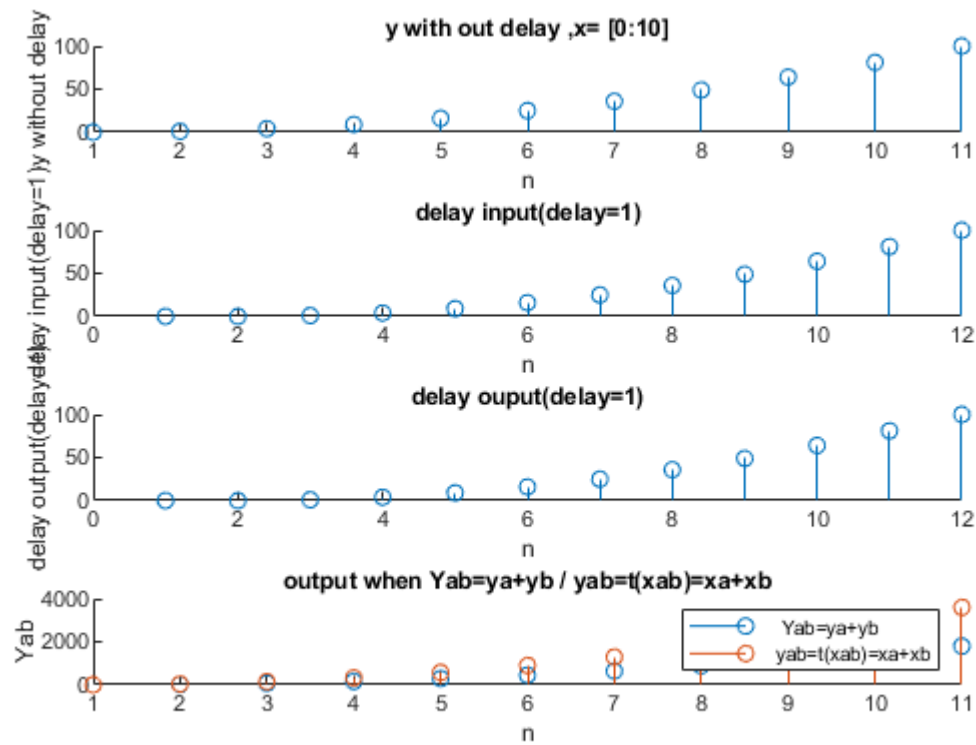 y with out delay ,x= [0:10]
y without delay
100
50
0
1 2 3 4 5 6 7 8 9 10 11
n
delay input(delay=1)
delay input(delay=1)
100
50
0
0 2 4 6 8 10 12
n
delay ouput(delay=1)
delay output(delay=1)
100
50
0
0 2 4 6 8 10 12
n
output when Yab=ya+yb / yab=t(xab)=xa+xb
Yab
4000
2000
0
Yab=ya+yb
yab=t(xab)=xa+xb
1 2 3 4 5 6 7 8 9 10 11
n